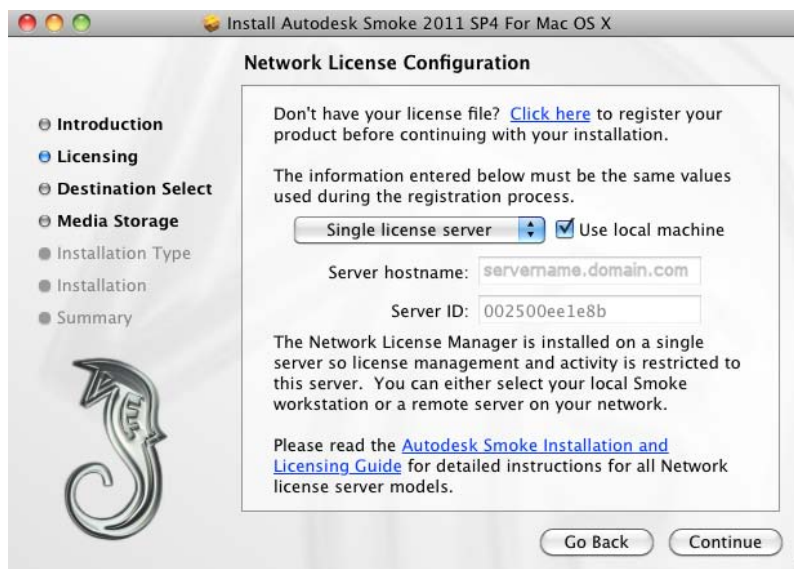 Install Autodesk Smoke 2011 SP4 For Mac OS X
Network License Configuration
Introduction
Licensing
Destination Select
Media Storage
Installation Type
Installation
Summary
Don't have your license file? Click here to register your
product before continuing with your installation.
The information entered below must be the same values
used during the registration process.
Single license server
Use local machine
Server hostname: servername.domain.com
Server ID: 002500ee1e8b
The Network License Manager is installed on a single
server so license management and activity is restricted to
this server. You can either select your local Smoke
workstation or a remote server on your network.
Please read the Autodesk Smoke Installation and
Licensing Guide for detailed instructions for all Network
license server models.
Go Back
Continue